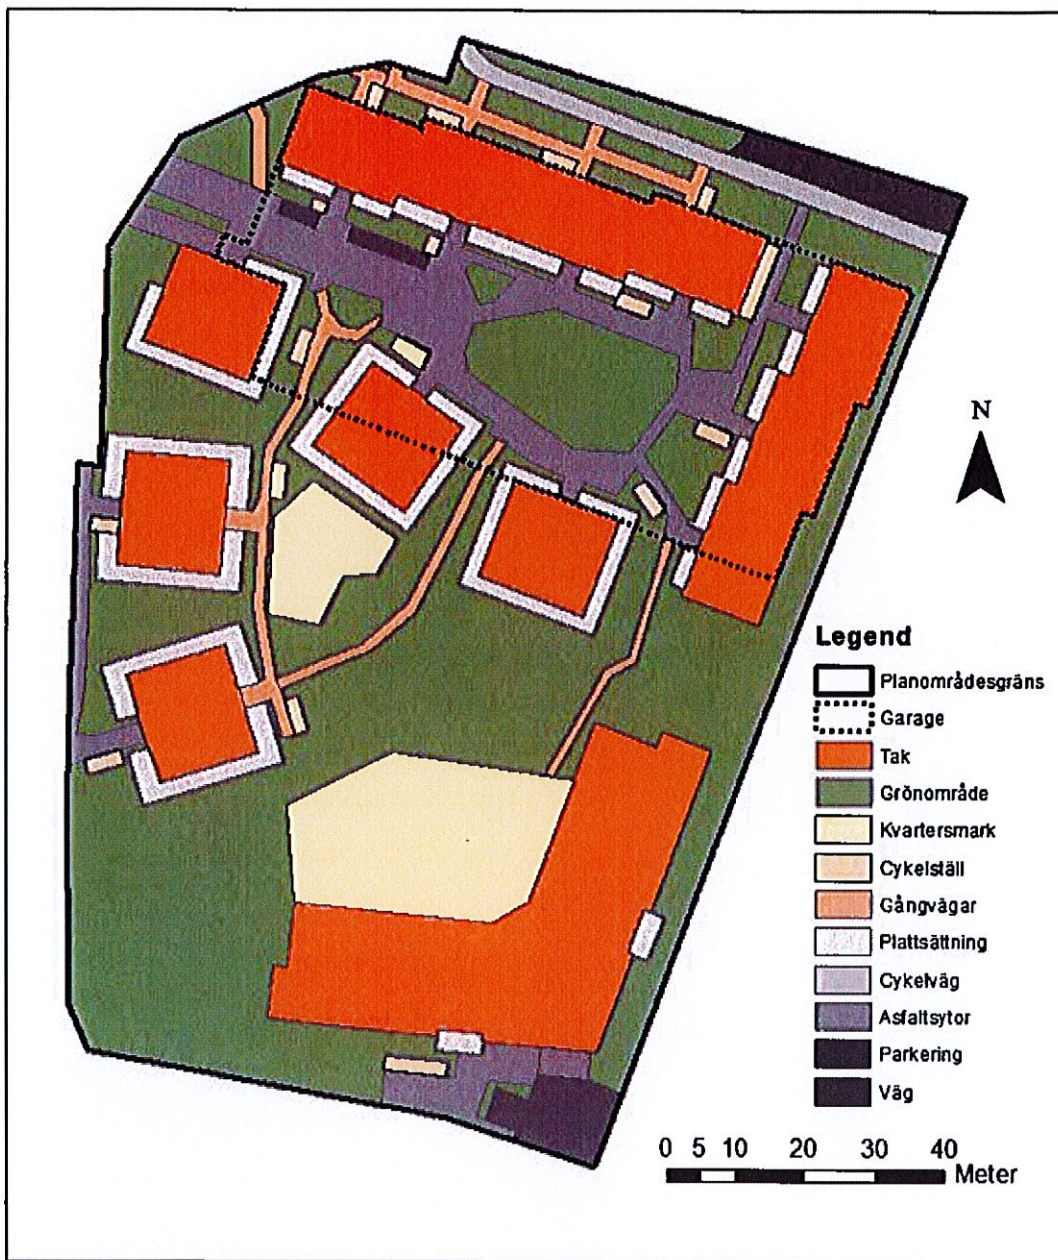 N
Legend
Planområdesgräns
Garage
Tak
Grönområde
Kvartersmark
Cykelställ
Gångvägar
Plattsättning
Cykelväg
Asfaltsytor
Parkering
Väg
0 5 10 20 30 40
Meter